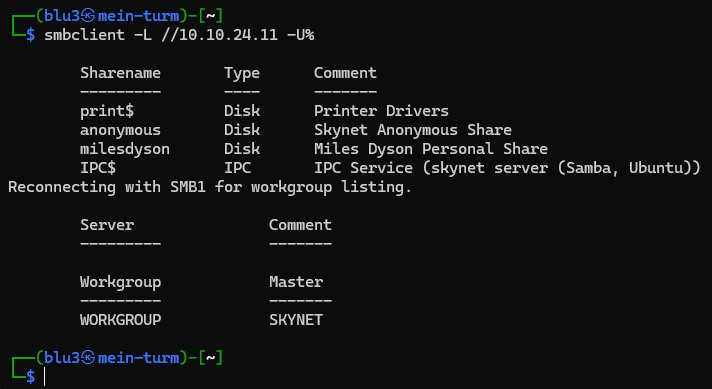 ┌──(blu3㉿mein-turm)-[~]
└─$ smbclient -L //10.10.24.11 -U%
Sharename       Type      Comment
---------       ----      -------
print$          Disk      Printer Drivers
anonymous       Disk      Skynet Anonymous Share
milesdyson      Disk      Miles Dyson Personal Share
IPC$            IPC       IPC Service (skynet server (Samba, Ubuntu))
Reconnecting with SMB1 for workgroup listing.
Server               Comment
---------            -------
Workgroup            Master
---------            -------
WORKGROUP            SKYNET
┌──(blu3㉿mein-turm)-[~]
└─$